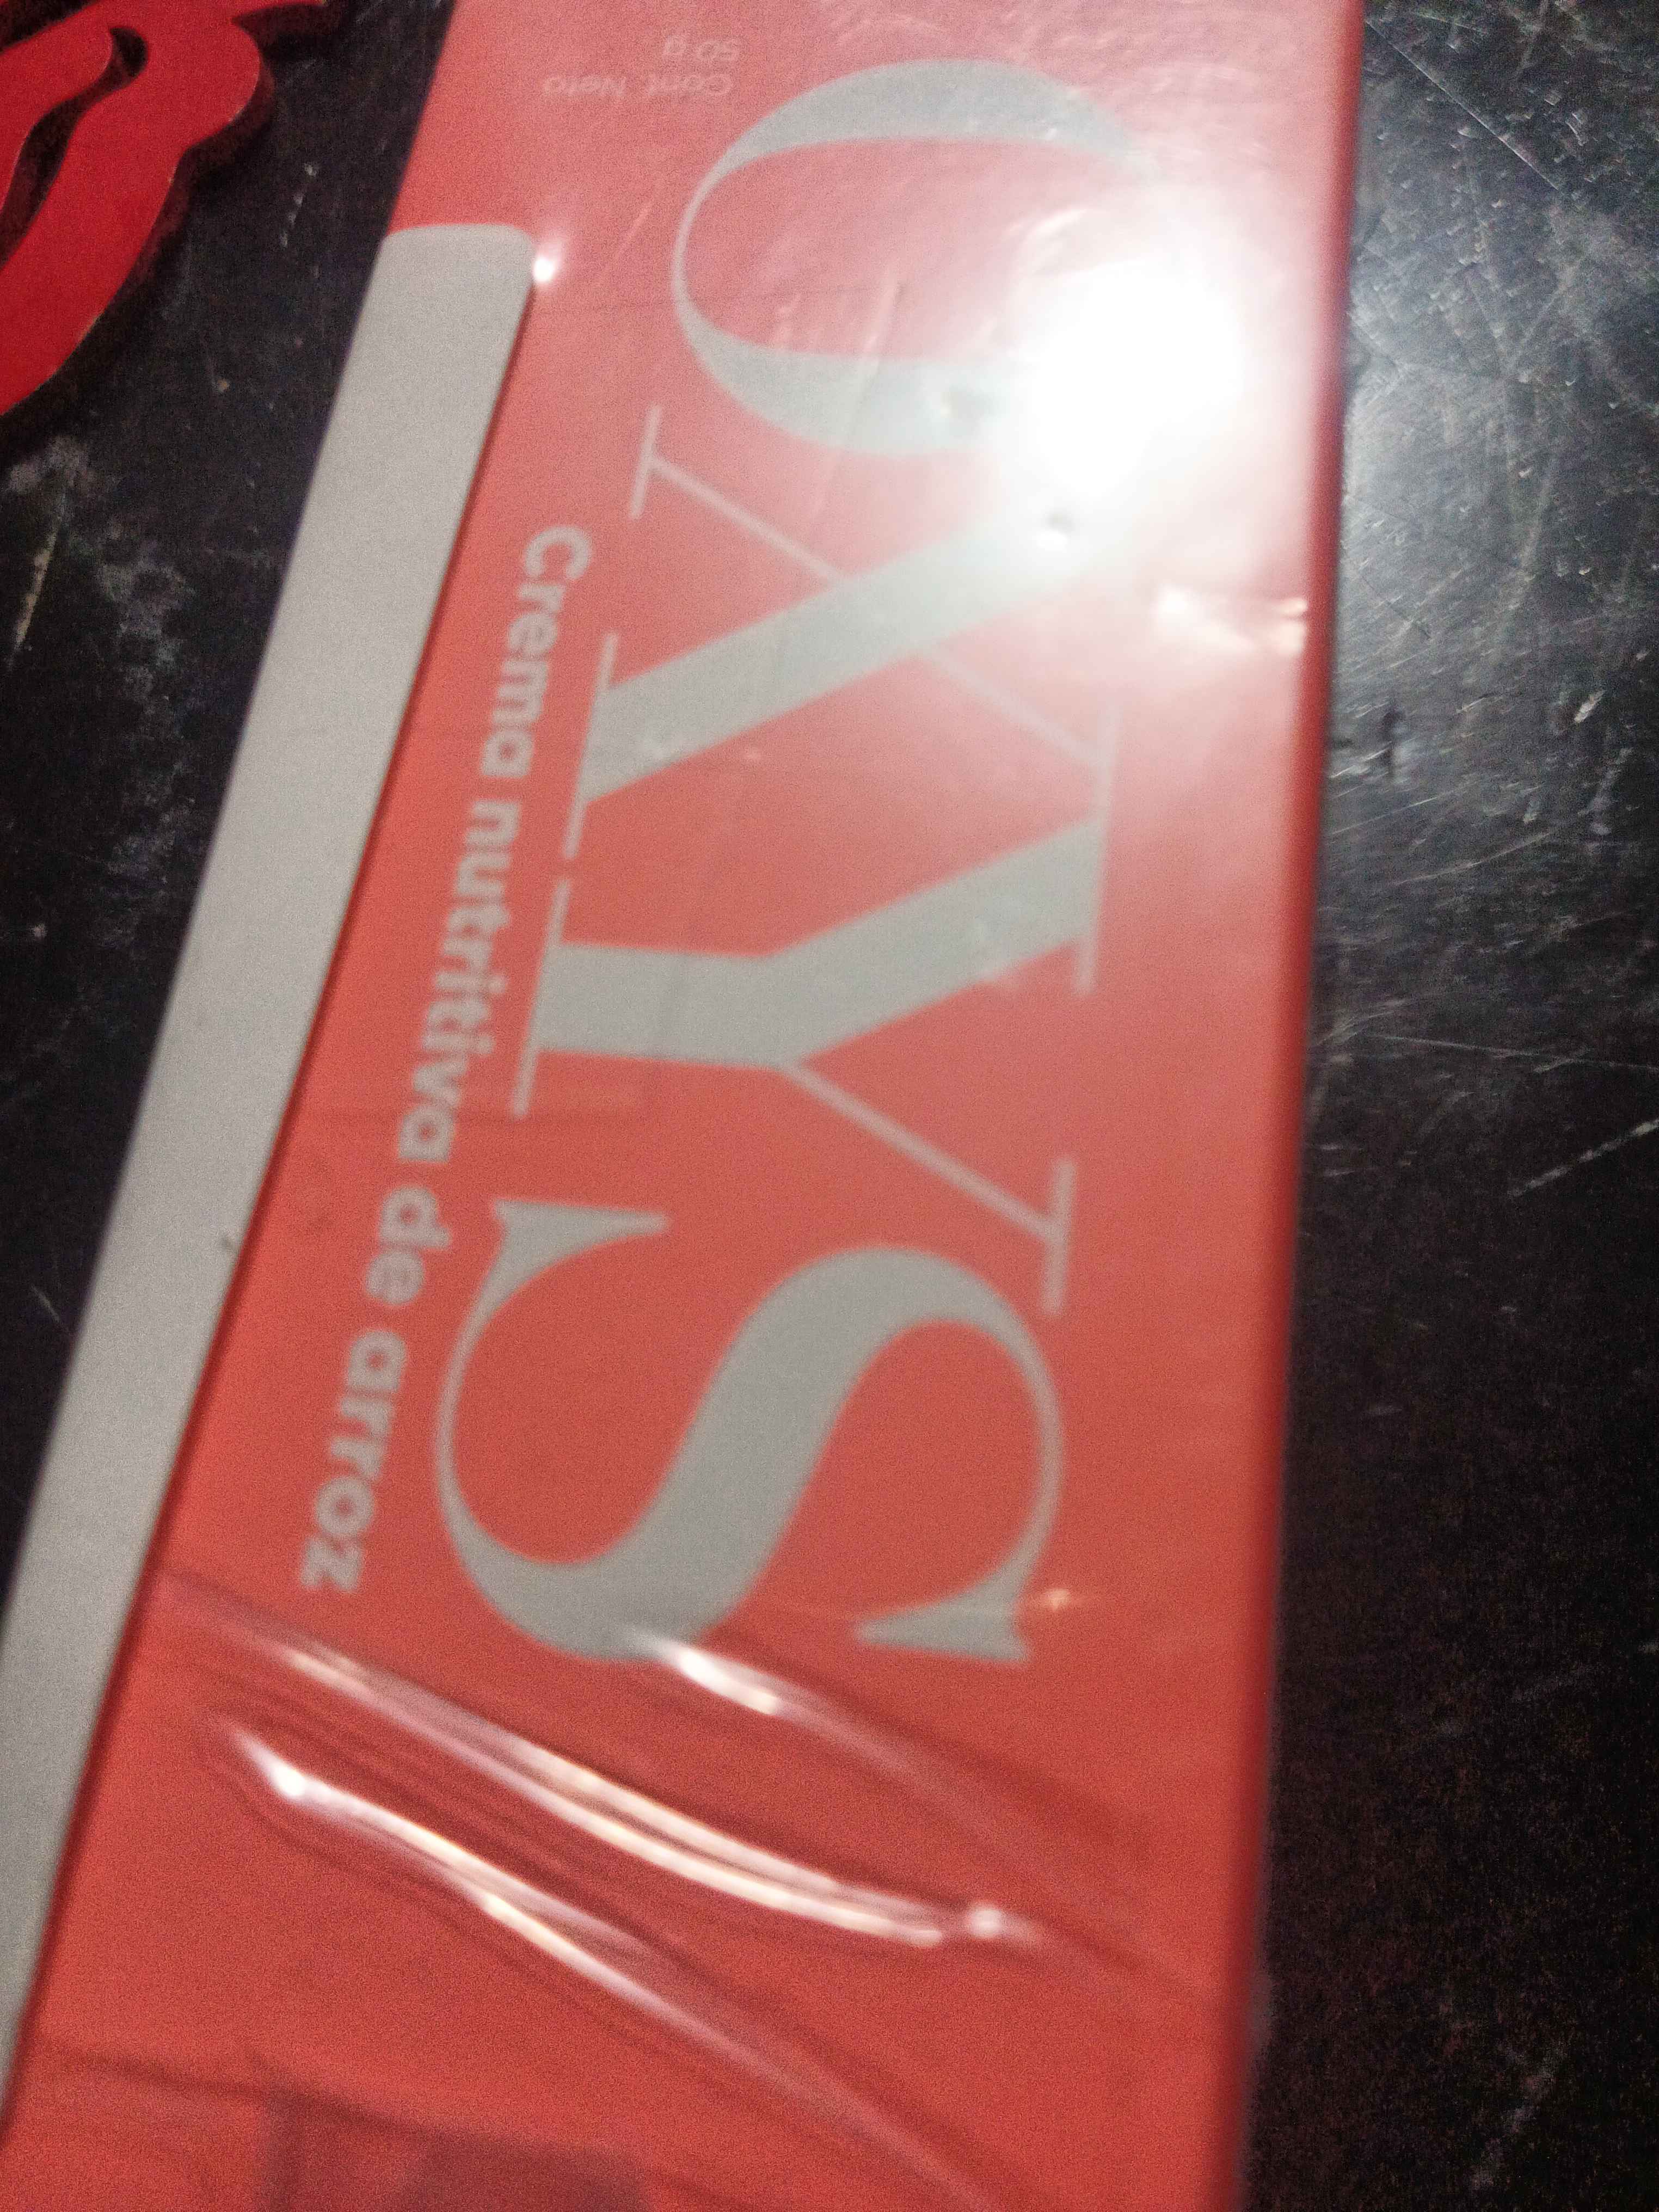 OXYS
Crema nutritiva de arroz
Cont. Neto
50 g